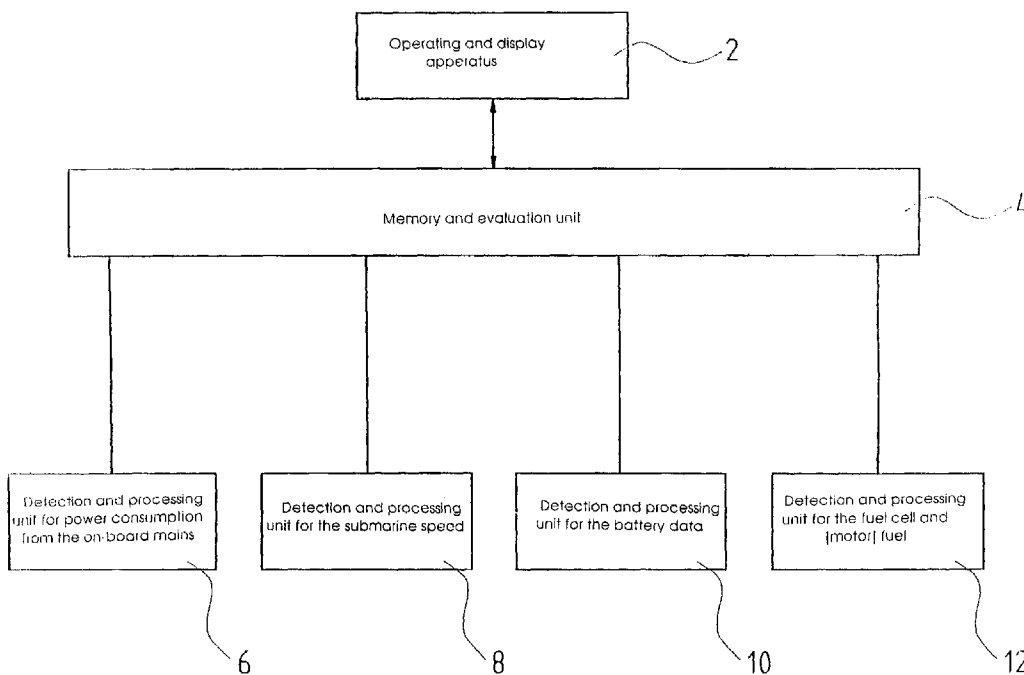 Operating and display
apparatus
2
Memory and evaluation unit
4
Detection and processing
unit for power consumption
from the on-board mains
Detection and processing
unit for the submarine speed
Detection and processing
unit for the battery data
Detection and processing
unit for the fuel cell and
[motor] fuel
6
8
10
12